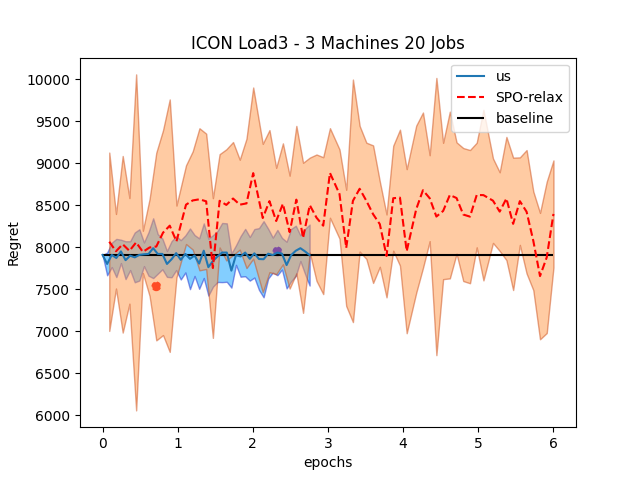 ICON Load3 - 3 Machines 20 Jobs
us
SPO-relax
baseline
Regret
10000
9500
9000
8500
8000
7500
7000
6500
6000
0 1 2 3 4 5 6
epochs